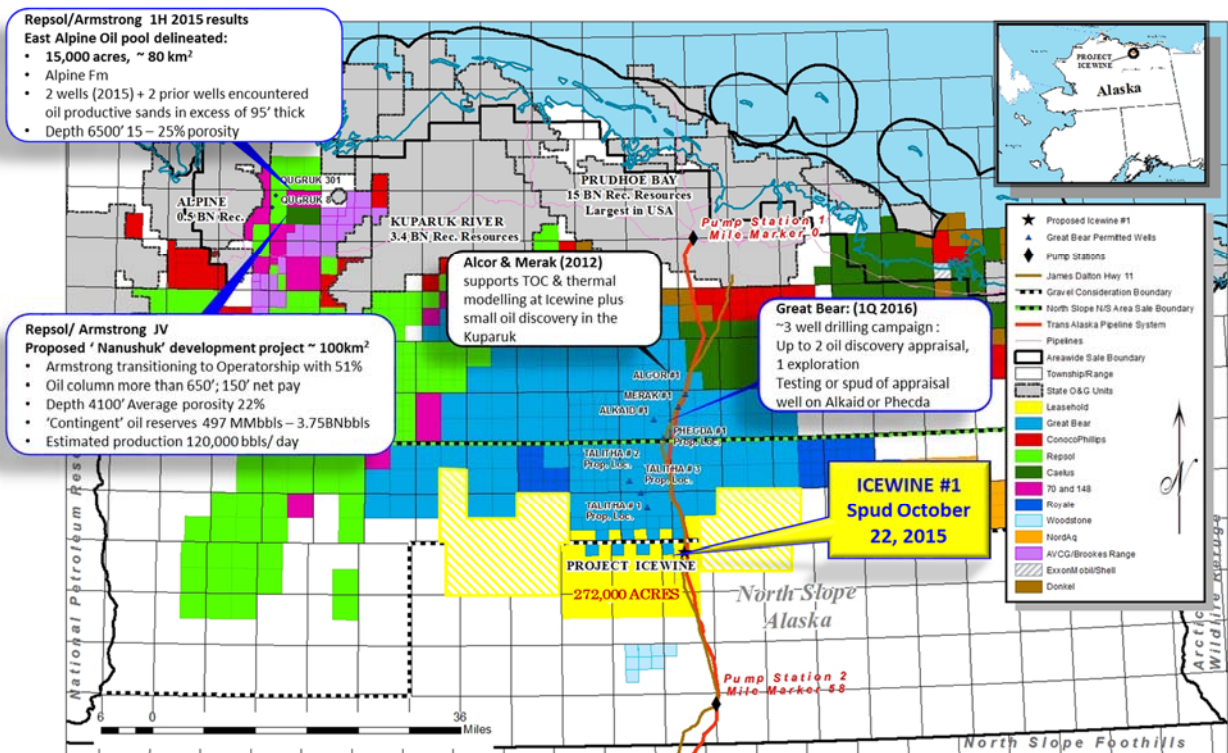 Repsol/Armstrong 1H 2015 results
East Alpine Oil pool delineated:
• 15,000 acres, ~ 80 km²
• Alpine Fm
• 2 wells (2015) + 2 prior wells encountered
oil productive sands in excess of 95' thick
• Depth 6500' 15 – 25% porosity
PROJECT
ICEWINE
Alaska
QUGRUK 301
QUGRUK 8
ALPINE
0.5 BN Rec.
KUPARUK RIVER
3.4 BN Rec. Resources
PRUDHOE BAY
15 BN Rec. Resources
Largest in USA
Pump Station 1
Mile Marker 0
Alcor & Merak (2012)
supports TOC & thermal
modelling at Icewine plus
small oil discovery in the
Kuparuk
Great Bear: (1Q 2016)
~3 well drilling campaign :
Up to 2 oil discovery appraisal,
1 exploration
Testing or spud of appraisal
well on Alkaid or Phecda
Repsol/ Armstrong JV
Proposed ' Nanushuk' development project ~ 100km²
• Armstrong transitioning to Operatorship with 51%
• Oil column more than 650'; 150' net pay
• Depth 4100' Average porosity 22%
• 'Contingent' oil reserves 497 MMbbls – 3.75BNbbls
• Estimated production 120,000 bbls/ day
ALCOR #1
MERAK #1
ALKAID #1
PHECDA #1
Prop. Loc.
TALITHA # 2
Prop. Loc.
TALITHA # 3
Prop. Loc.
TALITHA # 1
Prop. Loc.
ICEWINE #1
Spud October
22, 2015
PROJECT ICEWINE
272,000 ACRES
North Slope
Alaska
Pump Station 2
Mile Marker 58
National Petroleum Rese
Arctic
Wildlife Refuge
North Slope Foothills
6 0 36
Miles
Proposed Icewine #1
Great Bear Permitted Wells
Pump Stations
James Dalton Hwy 11
Gravel Consideration Boundary
North Slope N/S Area Sale Boundary
Trans Alaska Pipeline System
Pipelines
Areawide Sale Boundary
Township/Range
State O&G Units
Leasehold
Great Bear
ConocoPhillips
Repsol
Caelus
70 and 148
Royale
Woodstone
NordAq
AVCG/Brookes Range
ExxonMobil/Shell
Donkel
N